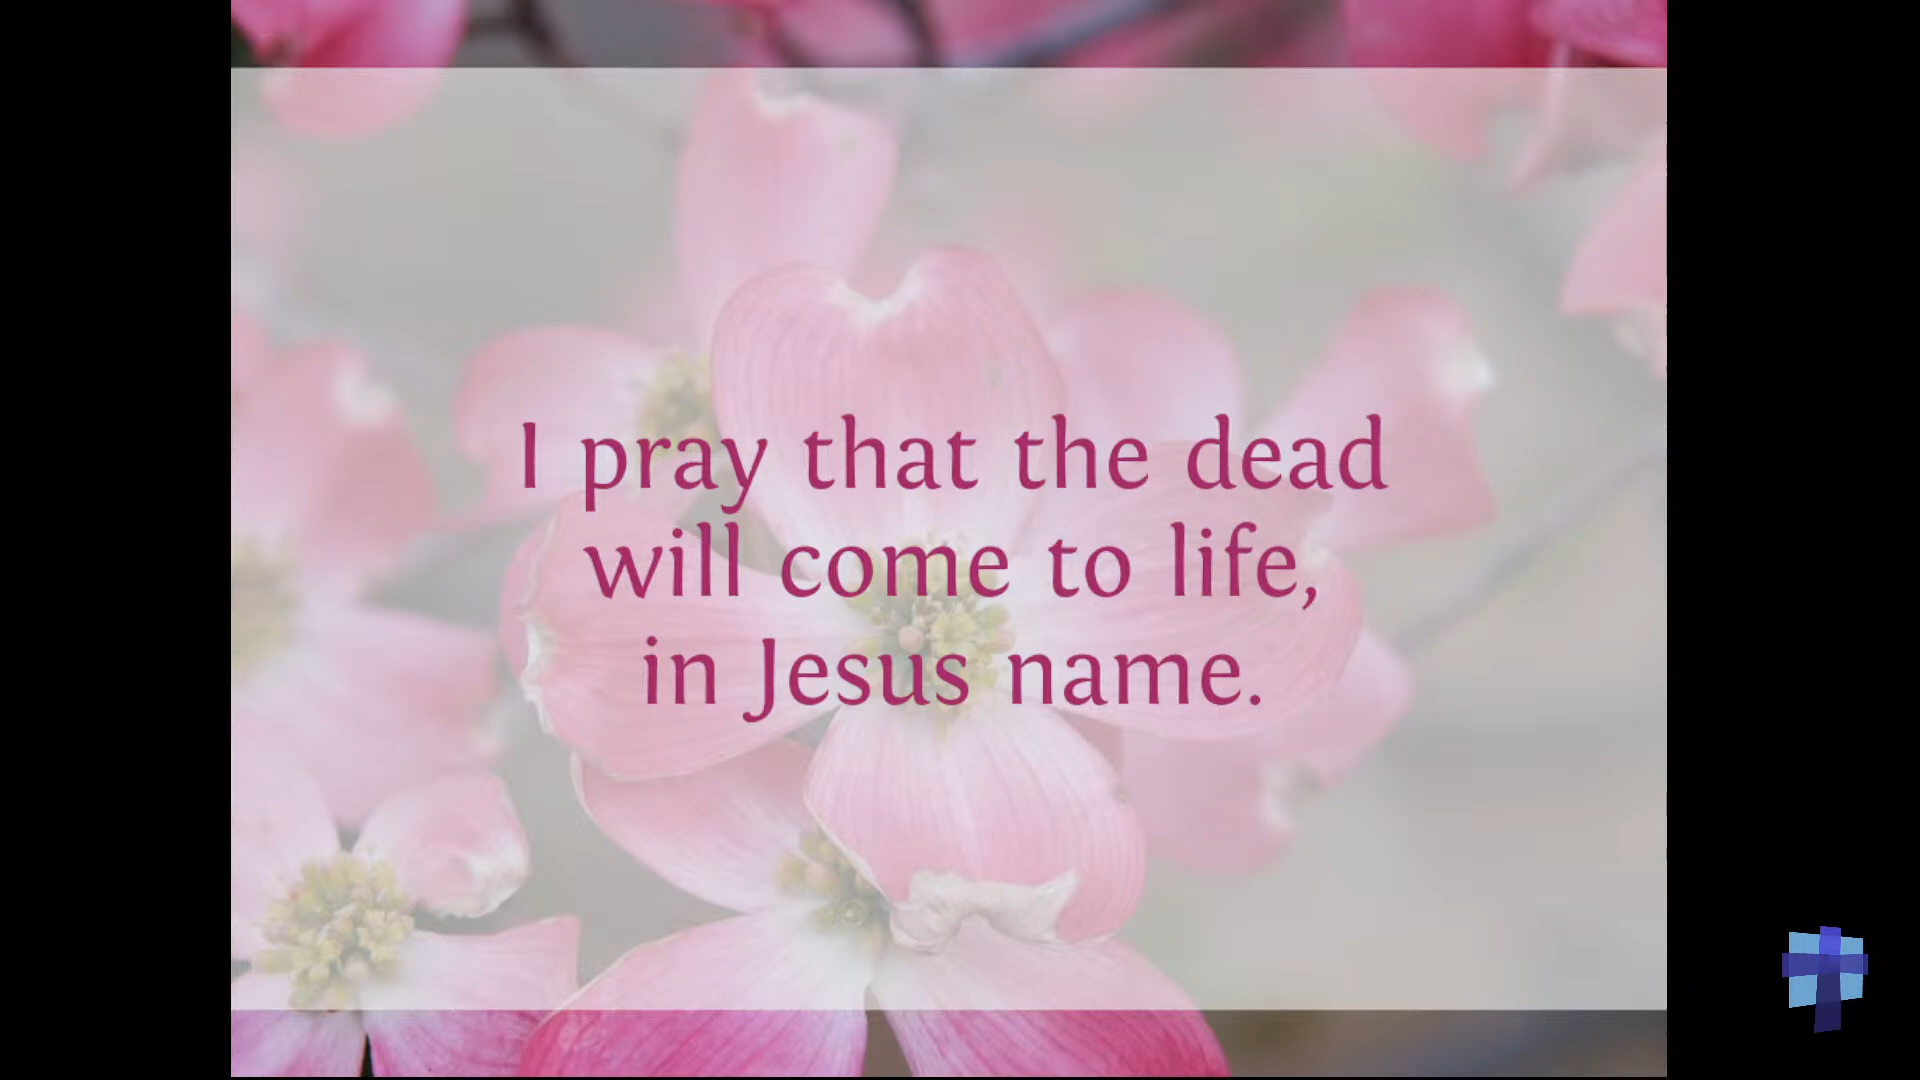 I pray that the dead
will come to life,
in Jesus name.